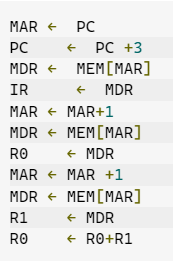 MAR ← PC
PC ← PC +3
MDR ← MEM[MAR]
IR ← MDR
MAR ← MAR+1
MDR ← MEM[MAR]
R0 ← MDR
MAR ← MAR +1
MDR ← MEM[MAR]
R1 ← MDR
R0 ← R0+R1